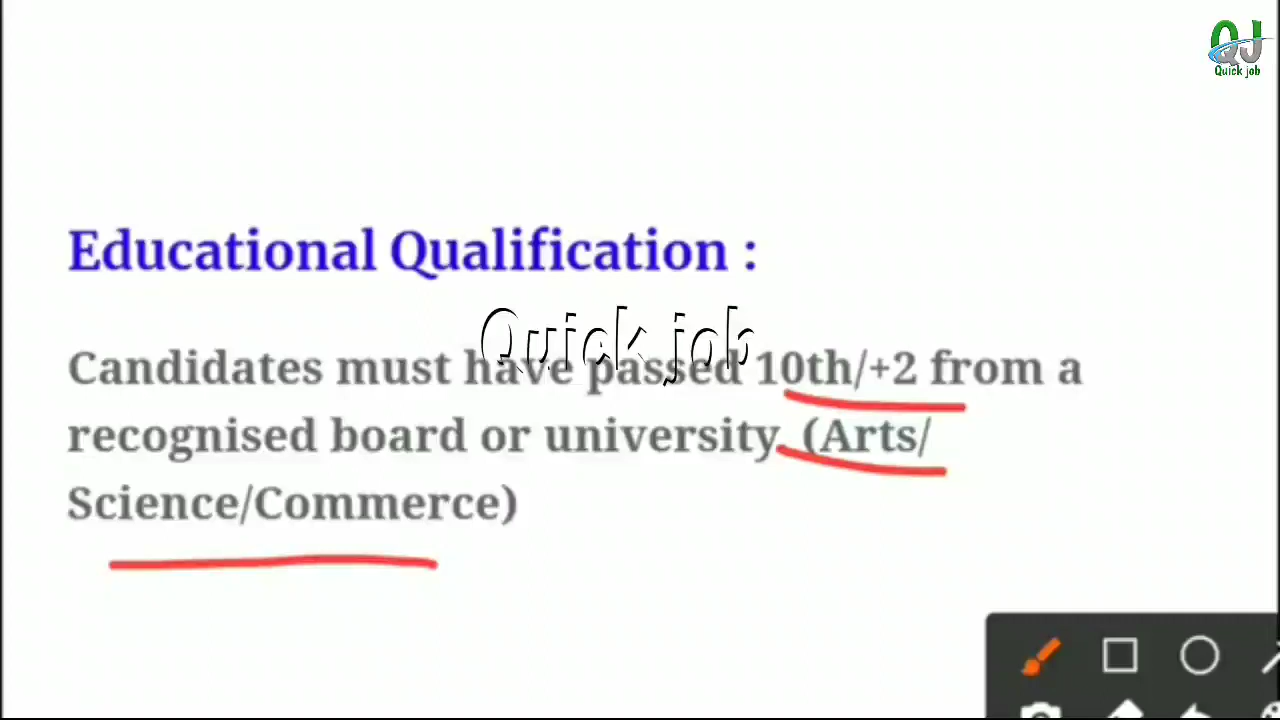 QJ
Quick job
Educational Qualification :
Quick job
Candidates must have passed 10th/+2 from a
recognised board or university (Arts/
Science/Commerce)